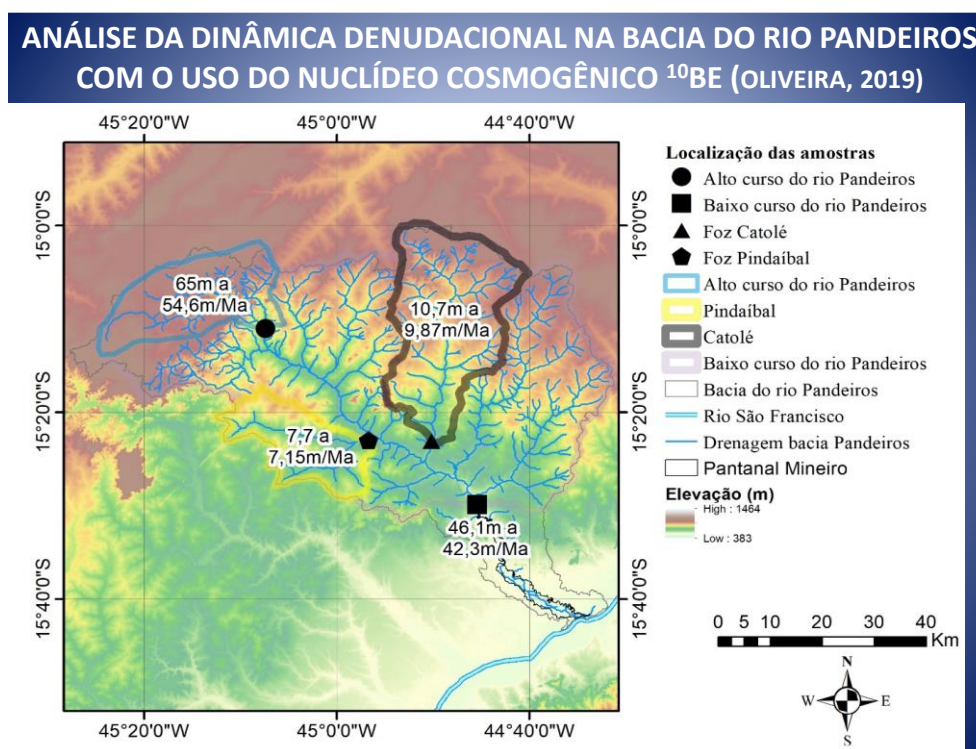 ANÁLISE DA DINÂMICA DENUDACIONAL NA BACIA DO RIO PANDEIROS
COM O USO DO NUCLÍDEO COSMOGÊNICO ¹⁰BE (OLIVEIRA, 2019)
45°20'0"W 45°0'0"W 44°40'0"W
15°0'0"S 15°0'0"S
65m a
54,6m/Ma
10,7m a
9,87m/Ma
15°20'0"S 15°20'0"S
7,7 a
7,15m/Ma
46,1m a
42,3m/Ma
15°40'0"S 15°40'0"S
45°20'0"W 45°0'0"W 44°40'0"W
Localização das amostras
Alto curso do rio Pandeiros
Baixo curso do rio Pandeiros
Foz Catolé
Foz Pindaíbal
Alto curso do rio Pandeiros
Pindaíbal
Catolé
Baixo curso do rio Pandeiros
Bacia do rio Pandeiros
Rio São Francisco
Drenagem bacia Pandeiros
Pantanal Mineiro
Elevação (m)
High : 1464
Low : 383
0 5 10 20 30 40
Km
N
W E
S